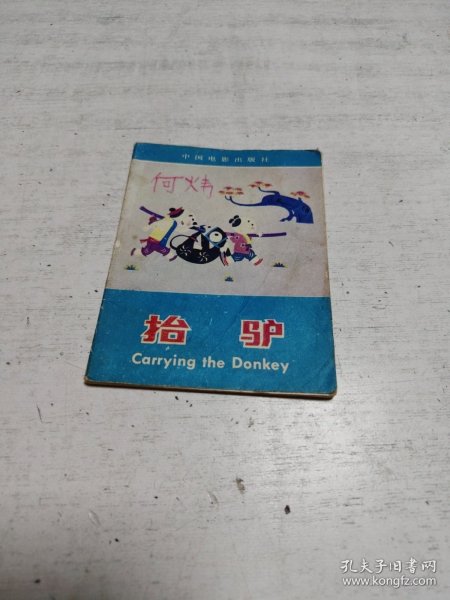 中国电影出版社
何炜
抬驴
Carrying the Donkey
孔夫子旧书网
www.kongfz.com